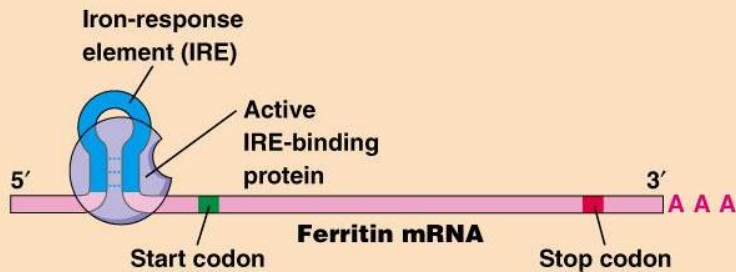 Iron-response
element (IRE)
Active
IRE-binding
protein
5′
3′
A A A
Ferritin mRNA
Start codon
Stop codon